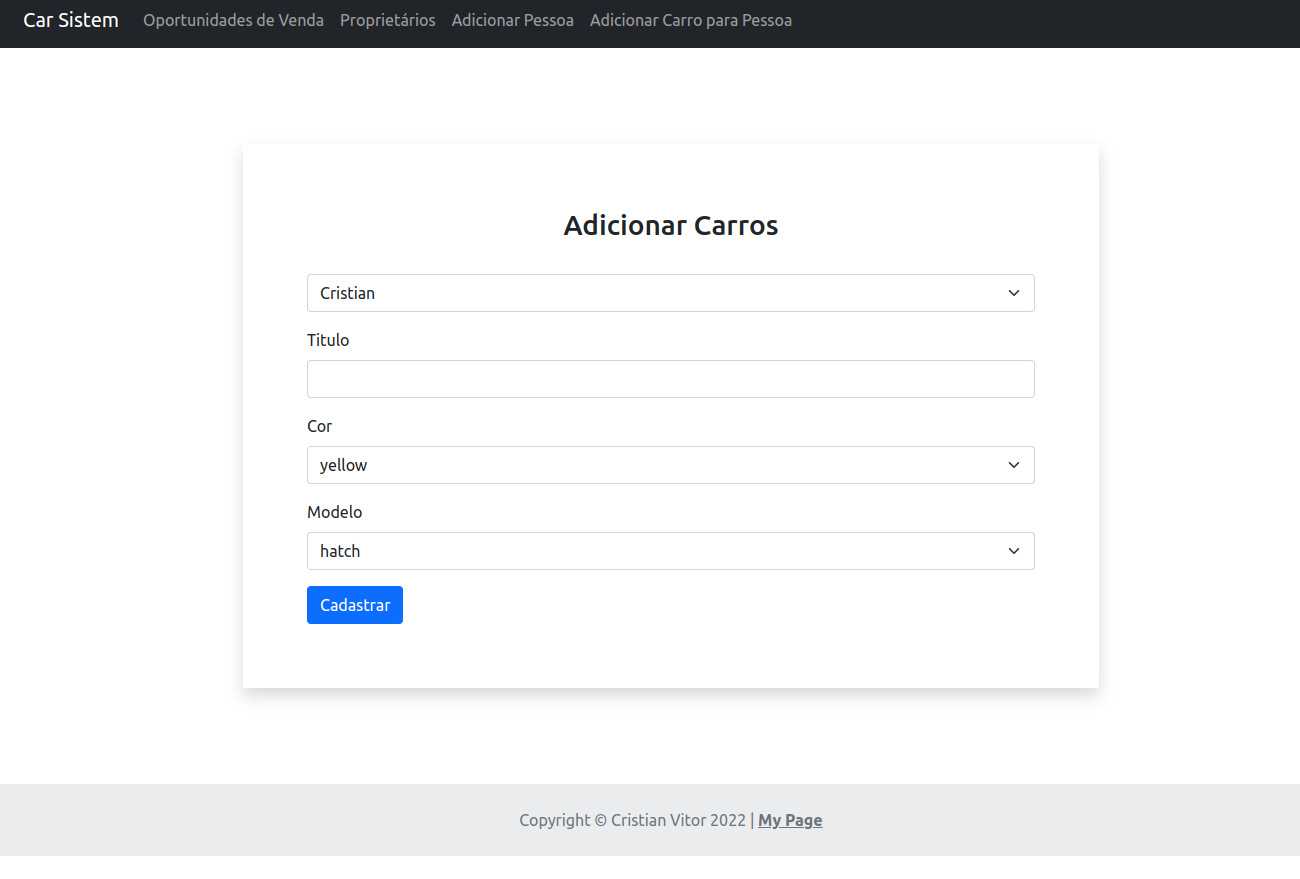 Car Sistem Oportunidades de Venda Proprietários Adicionar Pessoa Adicionar Carro para Pessoa
Adicionar Carros
Cristian
Titulo
Cor
yellow
Modelo
hatch
Cadastrar
Copyright © Cristian Vitor 2022 | My Page